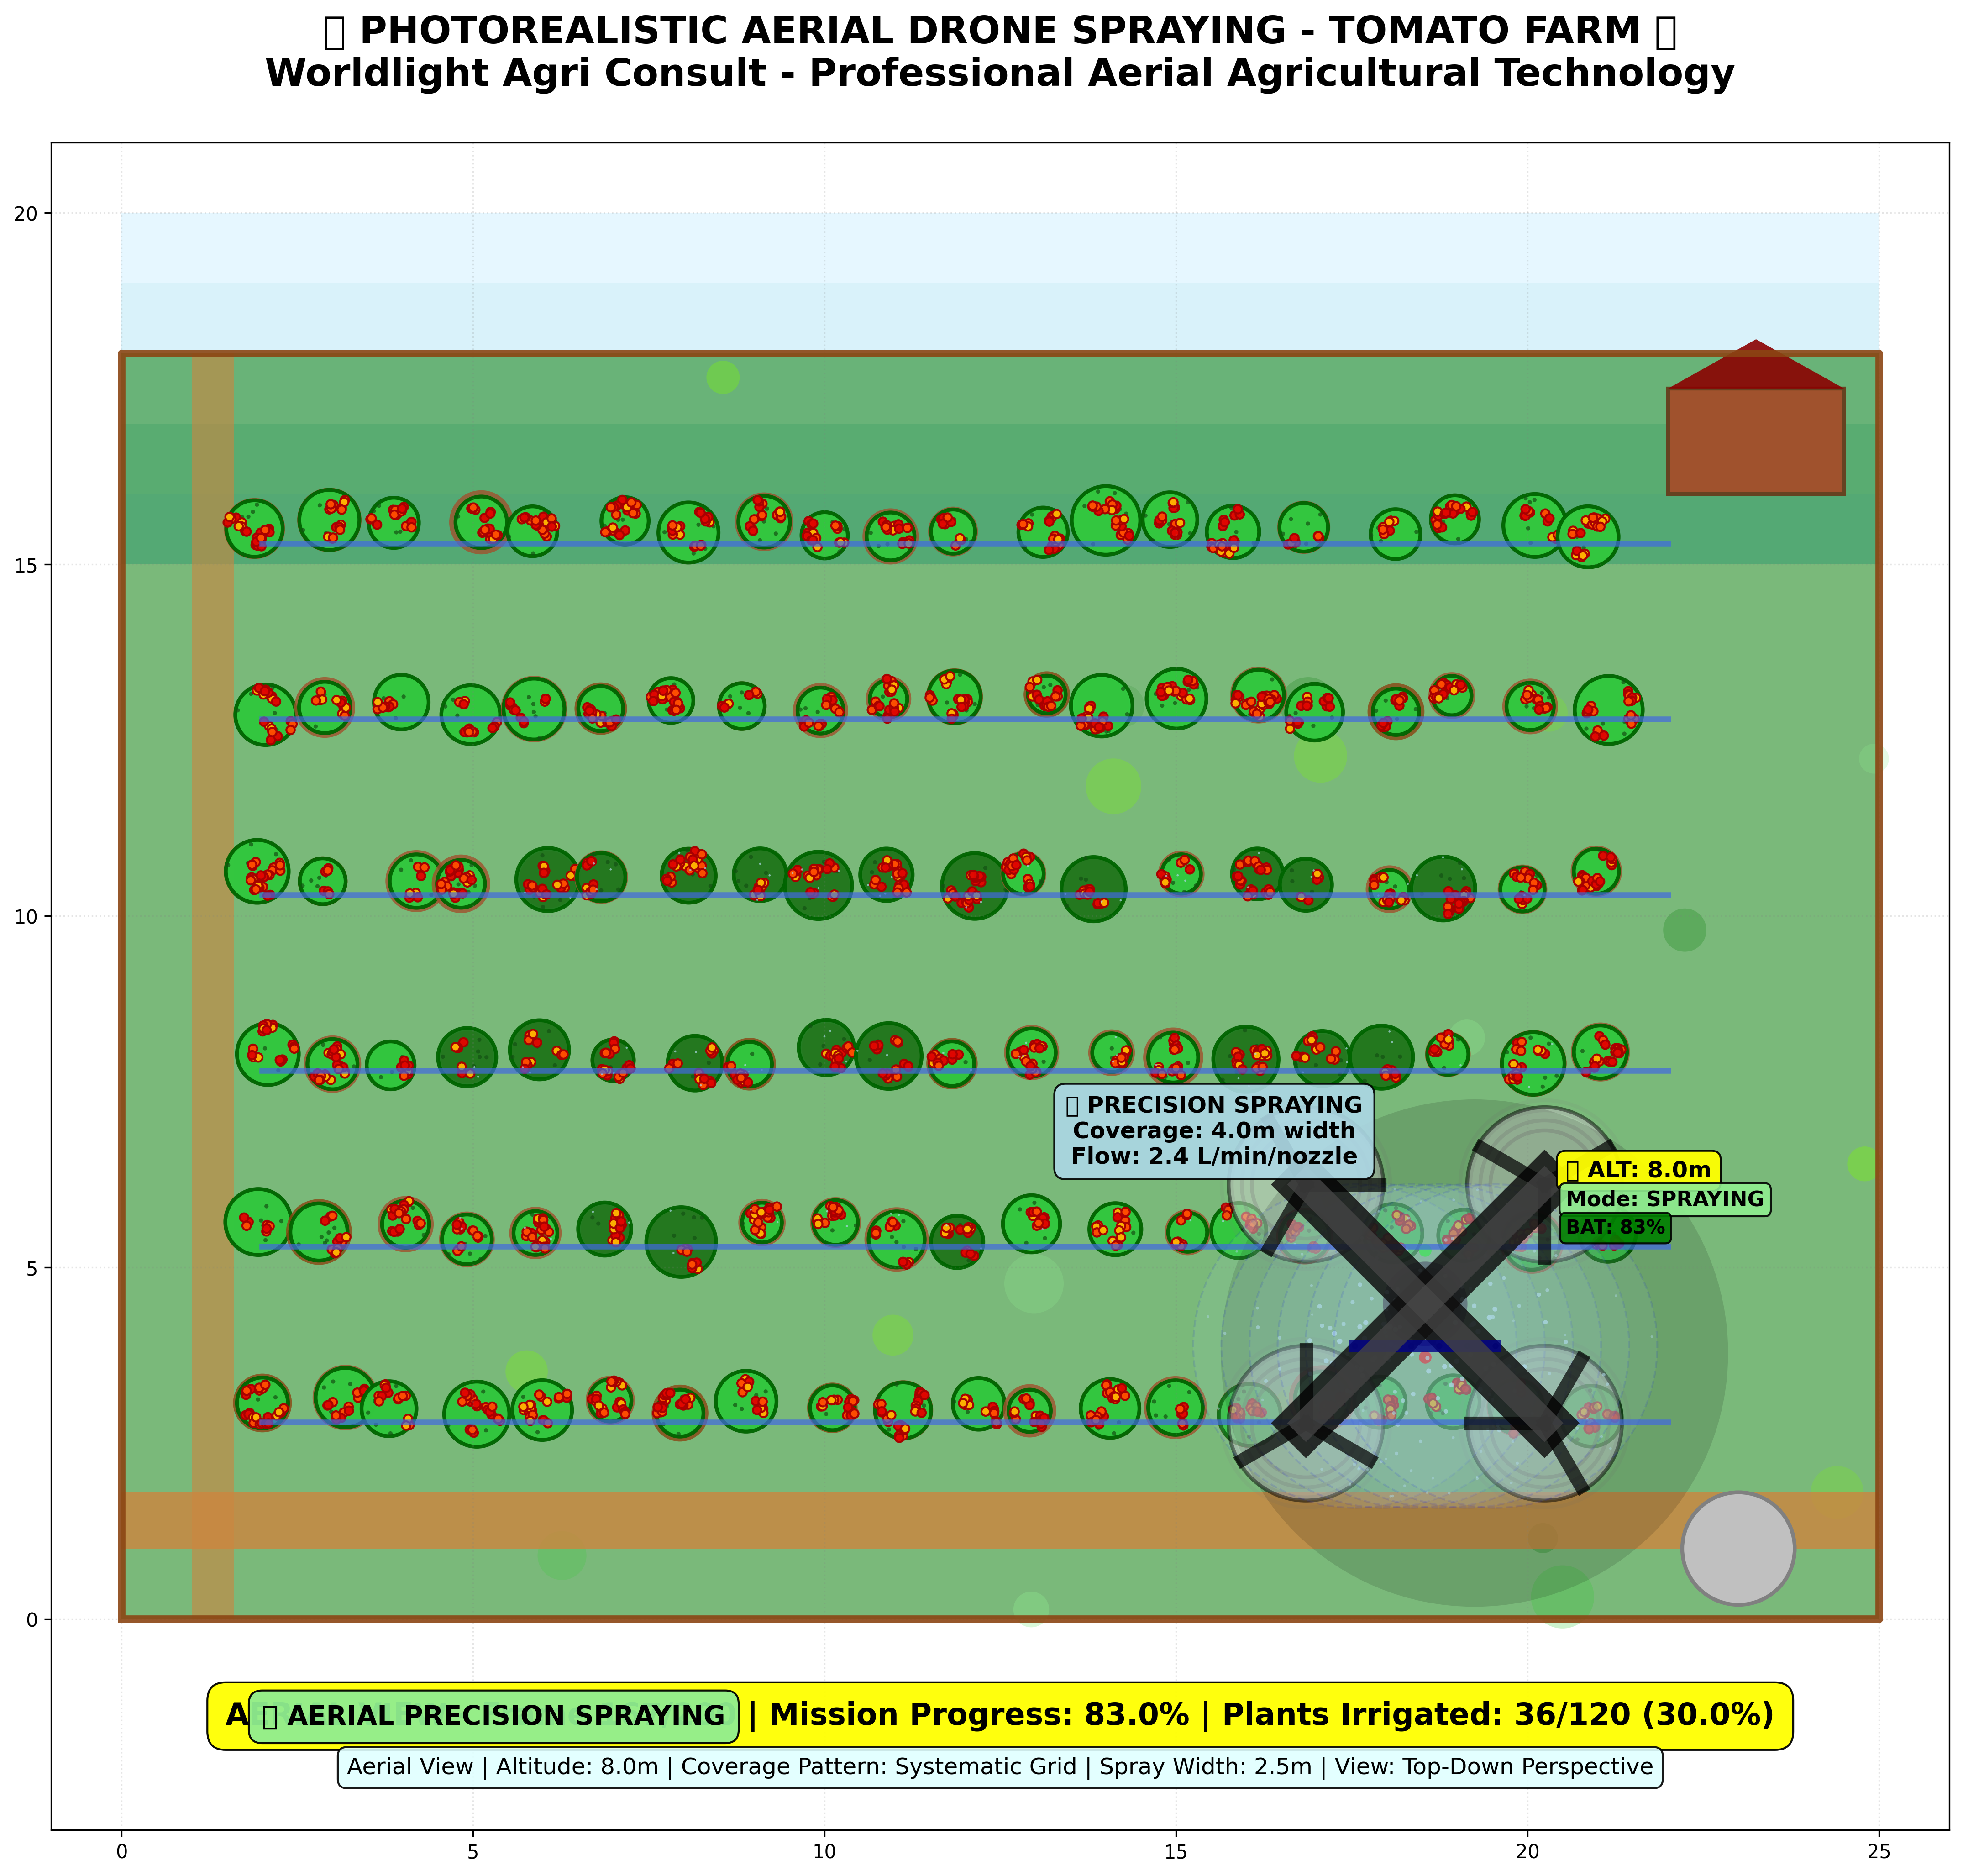 PHOTOREALISTIC AERIAL DRONE SPRAYING - TOMATO FARM
Worldlight Agri Consult - Professional Aerial Agricultural Technology
20
15
10
5
0
PRECISION SPRAYING
Coverage: 4.0m width
Flow: 2.4 L/min/nozzle
ALT: 8.0m
Mode: SPRAYING
BAT: 83%
AERIAL PRECISION SPRAYING
| Mission Progress: 83.0% | Plants Irrigated: 36/120 (30.0%)
Aerial View | Altitude: 8.0m | Coverage Pattern: Systematic Grid | Spray Width: 2.5m | View: Top-Down Perspective
0 5 10 15 20 25